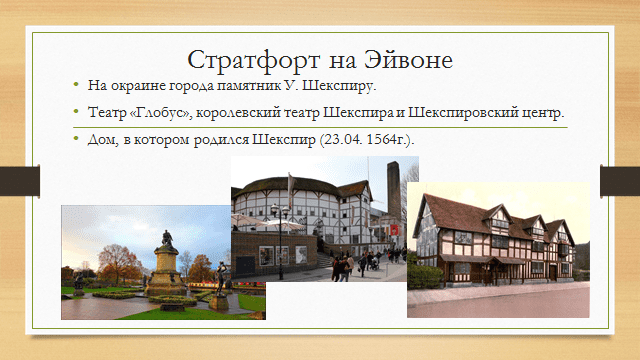 Стратфорт на Эйвоне
• На окраине города памятник У. Шекспиру.
• Театр «Глобус», королевский театр Шекспира и Шекспировский центр.
• Дом, в котором родился Шекспир (23.04. 1564г.).